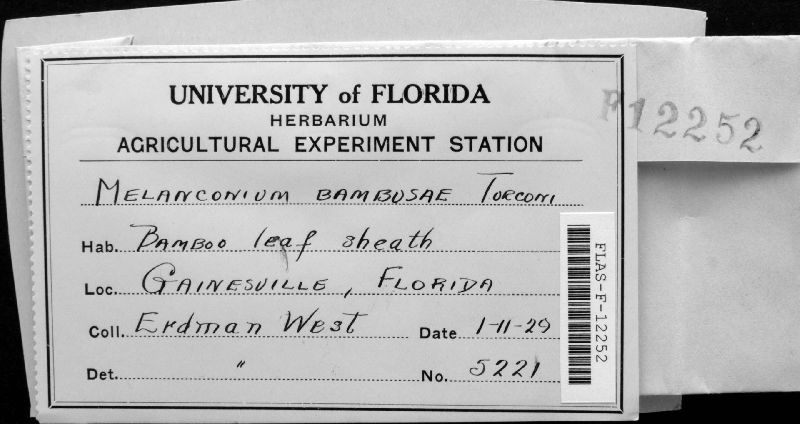 UNIVERSITY of FLORIDA
HERBARIUM
AGRICULTURAL EXPERIMENT STATION
F12252
MELANCONIUM BAMBUSAE TURCONI
Hab. BAMBOO leaf sheath
Loc. GAINESVILLE, FLORIDA
Coll. Erdman West Date 1-11-29
Det. " No. 5221
FLAS-F-12252